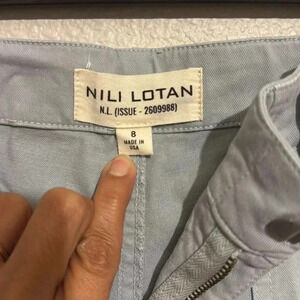 NILI LOTAN
N.L. (ISSUE - 2609988)
8
MADE IN
USA